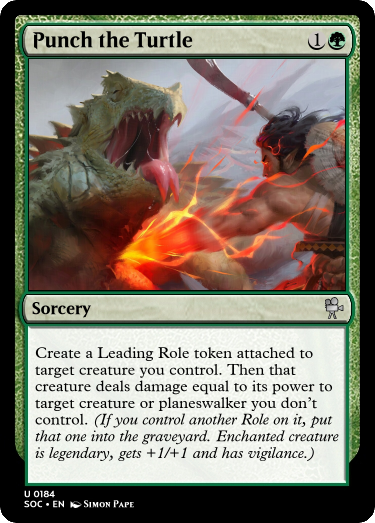 Punch the Turtle 1
Sorcery
Create a Leading Role token attached to
target creature you control. Then that
creature deals damage equal to its power to
target creature or planeswalker you don't
control. (If you control another Role on it, put
that one into the graveyard. Enchanted creature
is legendary, gets +1/+1 and has vigilance.)
U 0184
SOC • EN Simon Pape